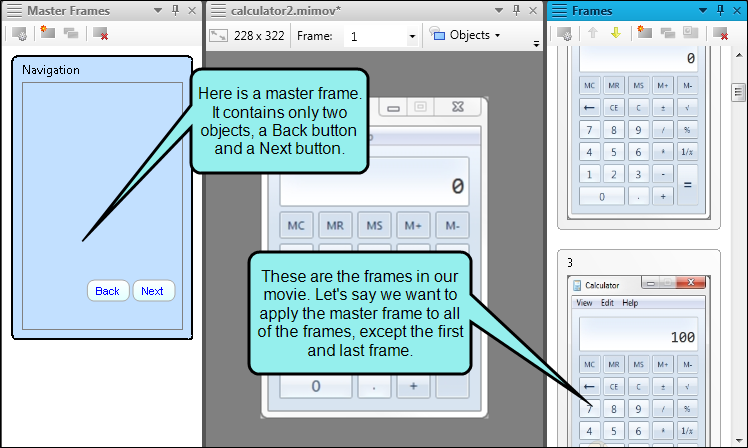 Master Frames
Navigation
Back
Next
calculator2.mimov*
228 x 322
Frame:
1
Objects
Here is a master frame.
It contains only two
objects, a Back button
and a Next button.
0
MC MR MS M+ M-
These are the frames in our
movie. Let's say we want to
apply the master frame to all
of the frames, except the first
and last frame.
0 . +
Frames
0
MC MR MS M+ M-
← CE C ± √
7 8 9 / %
4 5 6 * 1/x
1 2 3 - =
0 . +
3
Calculator
View Edit Help
100
MC MR MS M+ M-
← CE C ± √
7 8 9 / %
4 5 6 * 1/x